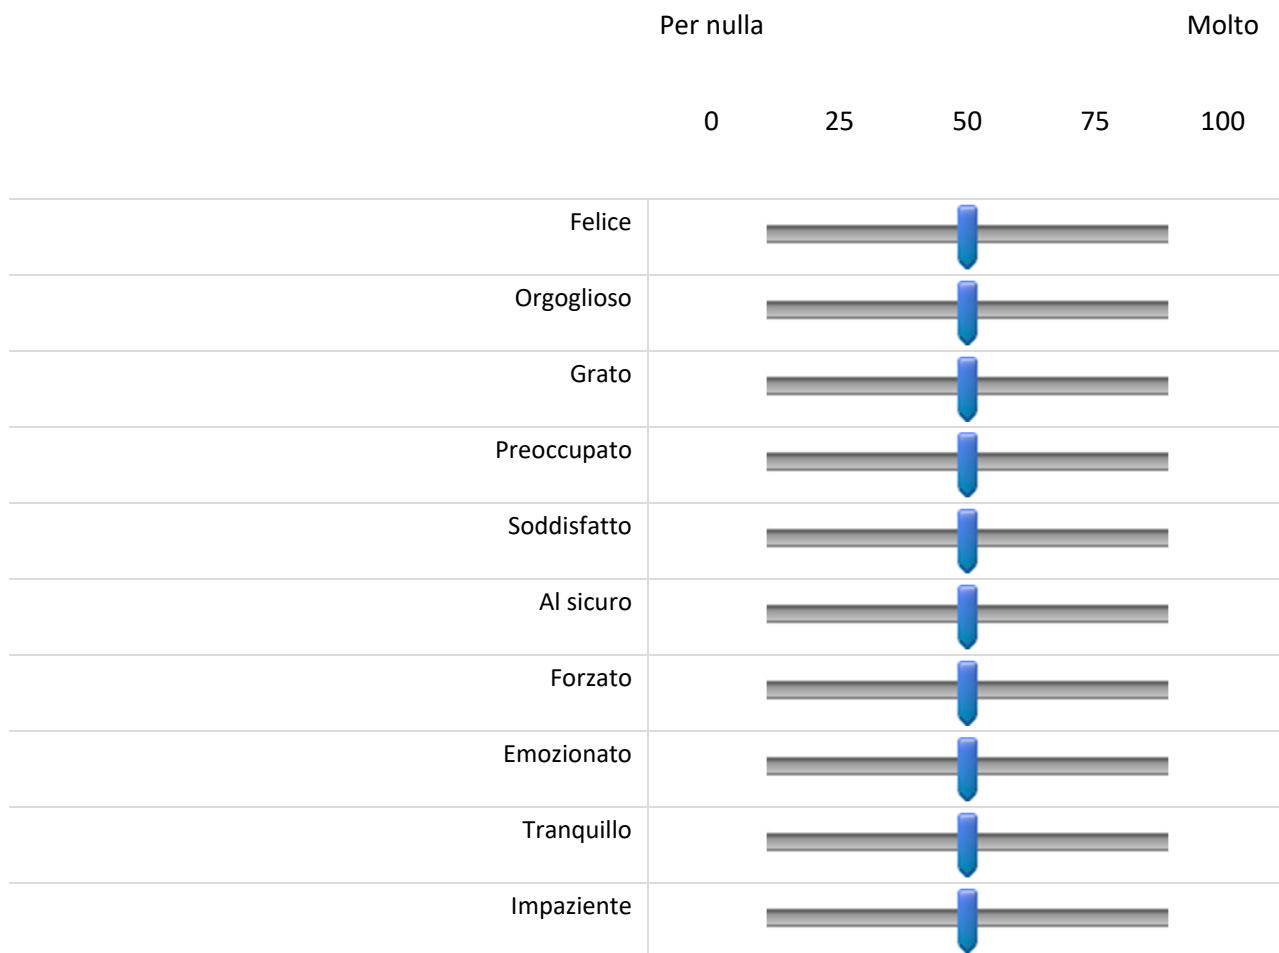 Per nulla Molto
0 25 50 75 100
Felice
Orgoglioso
Grato
Preoccupato
Soddisfatto
Al sicuro
Forzato
Emozionato
Tranquillo
Impaziente